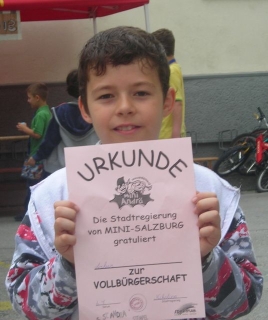 URKUNDE
Die Stadtregierung
von MINI-SALZBURG
gratuliert
zur
VOLLBÜRGERSCHAFT